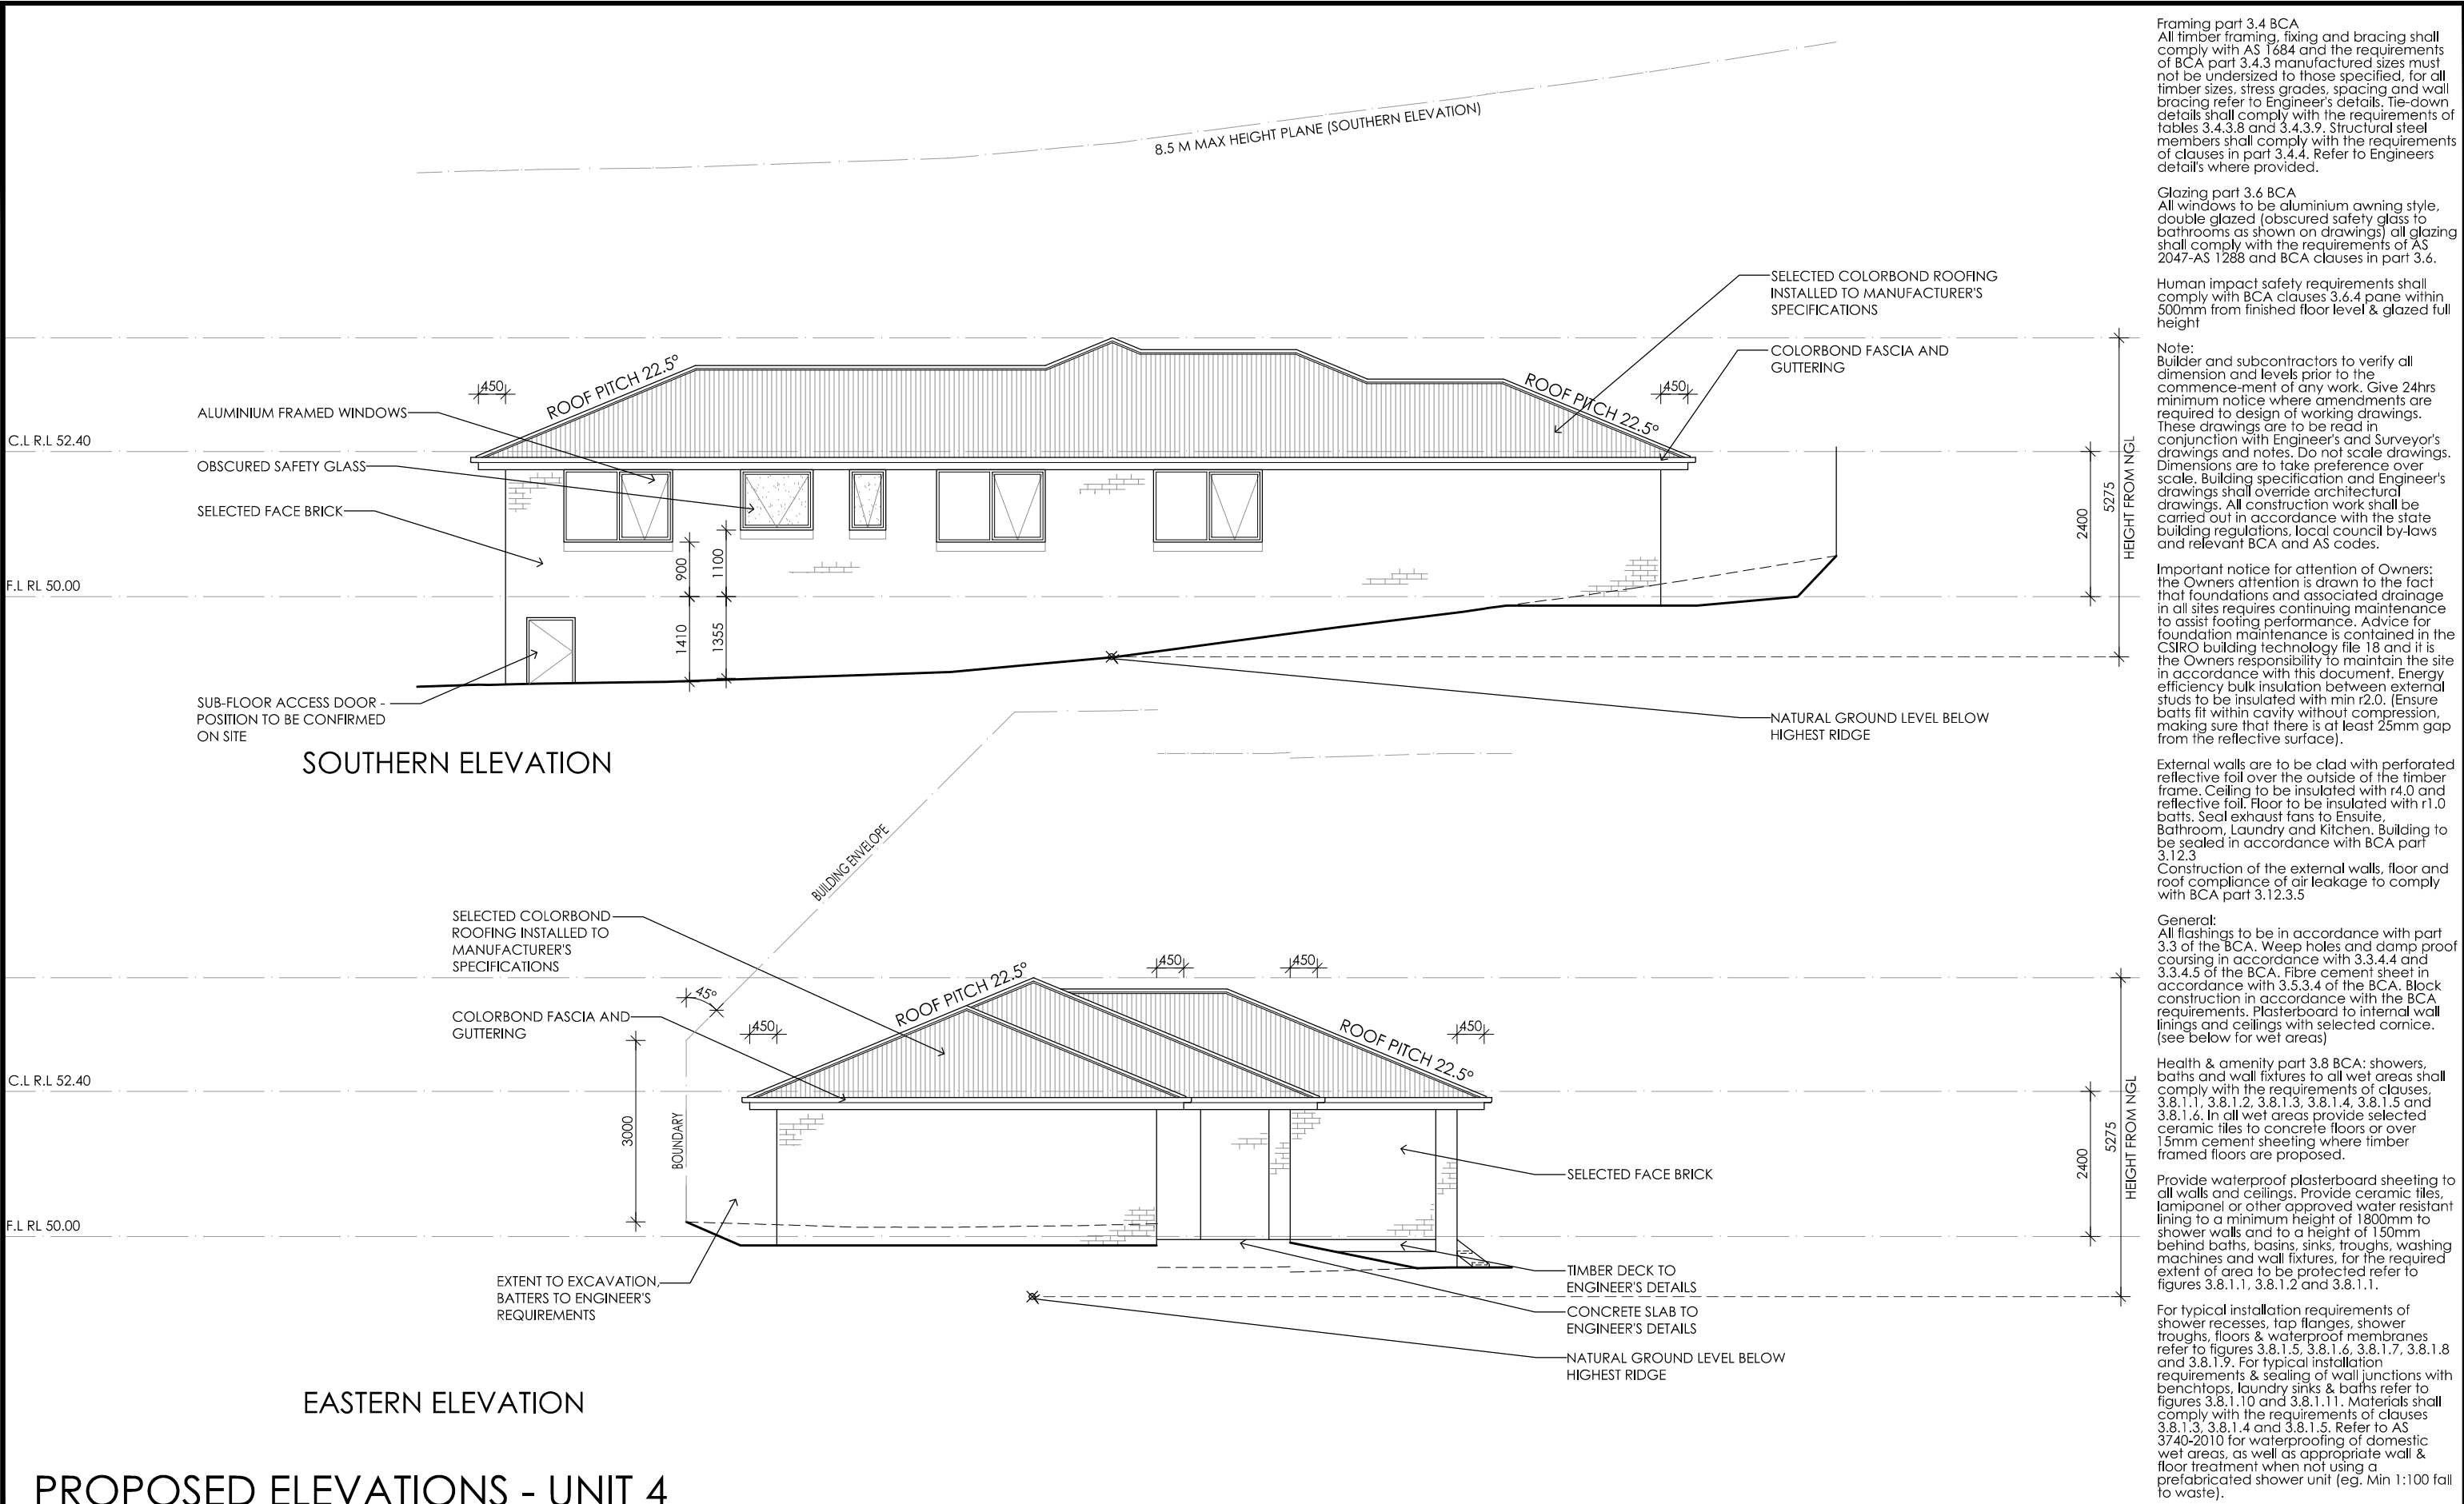 8.5 M MAX HEIGHT PLANE (SOUTHERN ELEVATION)
SELECTED COLORBOND ROOFING
INSTALLED TO MANUFACTURER'S
SPECIFICATIONS
COLORBOND FASCIA AND
GUTTERING
450
ROOF PITCH 22.5°
ROOF PITCH 22.5°
450
ALUMINIUM FRAMED WINDOWS
C.L R.L 52.40
OBSCURED SAFETY GLASS
SELECTED FACE BRICK
F.L RL 50.00
900
1100
1410
1355
2400
5275
HEIGHT FROM NGL
SUB-FLOOR ACCESS DOOR -
POSITION TO BE CONFIRMED
ON SITE
NATURAL GROUND LEVEL BELOW
HIGHEST RIDGE
SOUTHERN ELEVATION
BUILDING ENVELOPE
SELECTED COLORBOND
ROOFING INSTALLED TO
MANUFACTURER'S
SPECIFICATIONS
COLORBOND FASCIA AND
GUTTERING
45°
450
ROOF PITCH 22.5°
450
450
ROOF PITCH 22.5°
450
C.L R.L 52.40
3000
BOUNDARY
2400
5275
HEIGHT FROM NGL
SELECTED FACE BRICK
F.L RL 50.00
EXTENT TO EXCAVATION,
BATTERS TO ENGINEER'S
REQUIREMENTS
TIMBER DECK TO
ENGINEER'S DETAILS
CONCRETE SLAB TO
ENGINEER'S DETAILS
NATURAL GROUND LEVEL BELOW
HIGHEST RIDGE
EASTERN ELEVATION
PROPOSED ELEVATIONS - UNIT 4
Framing part 3.4 BCA
All timber framing, fixing and bracing shall
comply with AS 1684 and the requirements
of BCA part 3.4.3 manufactured sizes must
not be undersized to those specified, for all
timber sizes, stress grades, spacing and wall
bracing refer to Engineer's details. Tie-down
details shall comply with the requirements of
tables 3.4.3.8 and 3.4.3.9. Structural steel
members shall comply with the requirements
of clauses in part 3.4.4. Refer to Engineers
detail's where provided.
Glazing part 3.6 BCA
All windows to be aluminium awning style,
double glazed (obscured safety glass to
bathrooms as shown on drawings) all glazing
shall comply with the requirements of AS
2047-AS 1288 and BCA clauses in part 3.6.
Human impact safety requirements shall
comply with BCA clauses 3.6.4 pane within
500mm from finished floor level & glazed full
height
Note:
Builder and subcontractors to verify all
dimension and levels prior to the
commence-ment of any work. Give 24hrs
minimum notice where amendments are
required to design of working drawings.
These drawings are to be read in
conjunction with Engineer's and Surveyor's
drawings and notes. Do not scale drawings.
Dimensions are to take preference over
scale. Building specification and Engineer's
drawings shall override architectural
drawings. All construction work shall be
carried out in accordance with the state
building regulations, local council by-laws
and relevant BCA and AS codes.
Important notice for attention of Owners:
the Owners attention is drawn to the fact
that foundations and associated drainage
in all sites requires continuing maintenance
to assist footing performance. Advice for
foundation maintenance is contained in the
CSIRO building technology file 18 and it is
the Owners responsibility to maintain the site
in accordance with this document. Energy
efficiency bulk insulation between external
studs to be insulated with min r2.0. (Ensure
batts fit within cavity without compression,
making sure that there is at least 25mm gap
from the reflective surface).
External walls are to be clad with perforated
reflective foil over the outside of the timber
frame. Ceiling to be insulated with r4.0 and
reflective foil. Floor to be insulated with r1.0
batts. Seal exhaust fans to Ensuite,
Bathroom, Laundry and Kitchen. Building to
be sealed in accordance with BCA part
3.12.3
Construction of the external walls, floor and
roof compliance of air leakage to comply
with BCA part 3.12.3.5
General:
All flashings to be in accordance with part
3.3 of the BCA. Weep holes and damp proof
coursing in accordance with 3.3.4.4 and
3.3.4.5 of the BCA. Fibre cement sheet in
accordance with 3.5.3.4 of the BCA. Block
construction in accordance with the BCA
requirements. Plasterboard to internal wall
linings and ceilings with selected cornice.
(see below for wet areas)
Health & amenity part 3.8 BCA: showers,
baths and wall fixtures to all wet areas shall
comply with the requirements of clauses,
3.8.1.1, 3.8.1.2, 3.8.1.3, 3.8.1.4, 3.8.1.5 and
3.8.1.6. In all wet areas provide selected
ceramic tiles to concrete floors or over
15mm cement sheeting where timber
framed floors are proposed.
Provide waterproof plasterboard sheeting to
all walls and ceilings. Provide ceramic tiles,
lamipanel or other approved water resistant
lining to a minimum height of 1800mm to
shower walls and to a height of 150mm
behind baths, basins, sinks, troughs, washing
machines and wall fixtures, for the required
extent of area to be protected refer to
figures 3.8.1.1, 3.8.1.2 and 3.8.1.1.
For typical installation requirements of
shower recesses, tap flanges, shower
troughs, floors & waterproof membranes
refer to figures 3.8.1.5, 3.8.1.6, 3.8.1.7, 3.8.1.8
and 3.8.1.9. For typical installation
requirements & sealing of wall junctions with
benchtops, laundry sinks & baths refer to
figures 3.8.1.10 and 3.8.1.11. Materials shall
comply with the requirements of clauses
3.8.1.3, 3.8.1.4 and 3.8.1.5. Refer to AS
3740-2010 for waterproofing of domestic
wet areas, as well as appropriate wall &
floor treatment when not using a
prefabricated shower unit (eg. Min 1:100 fall
to waste).